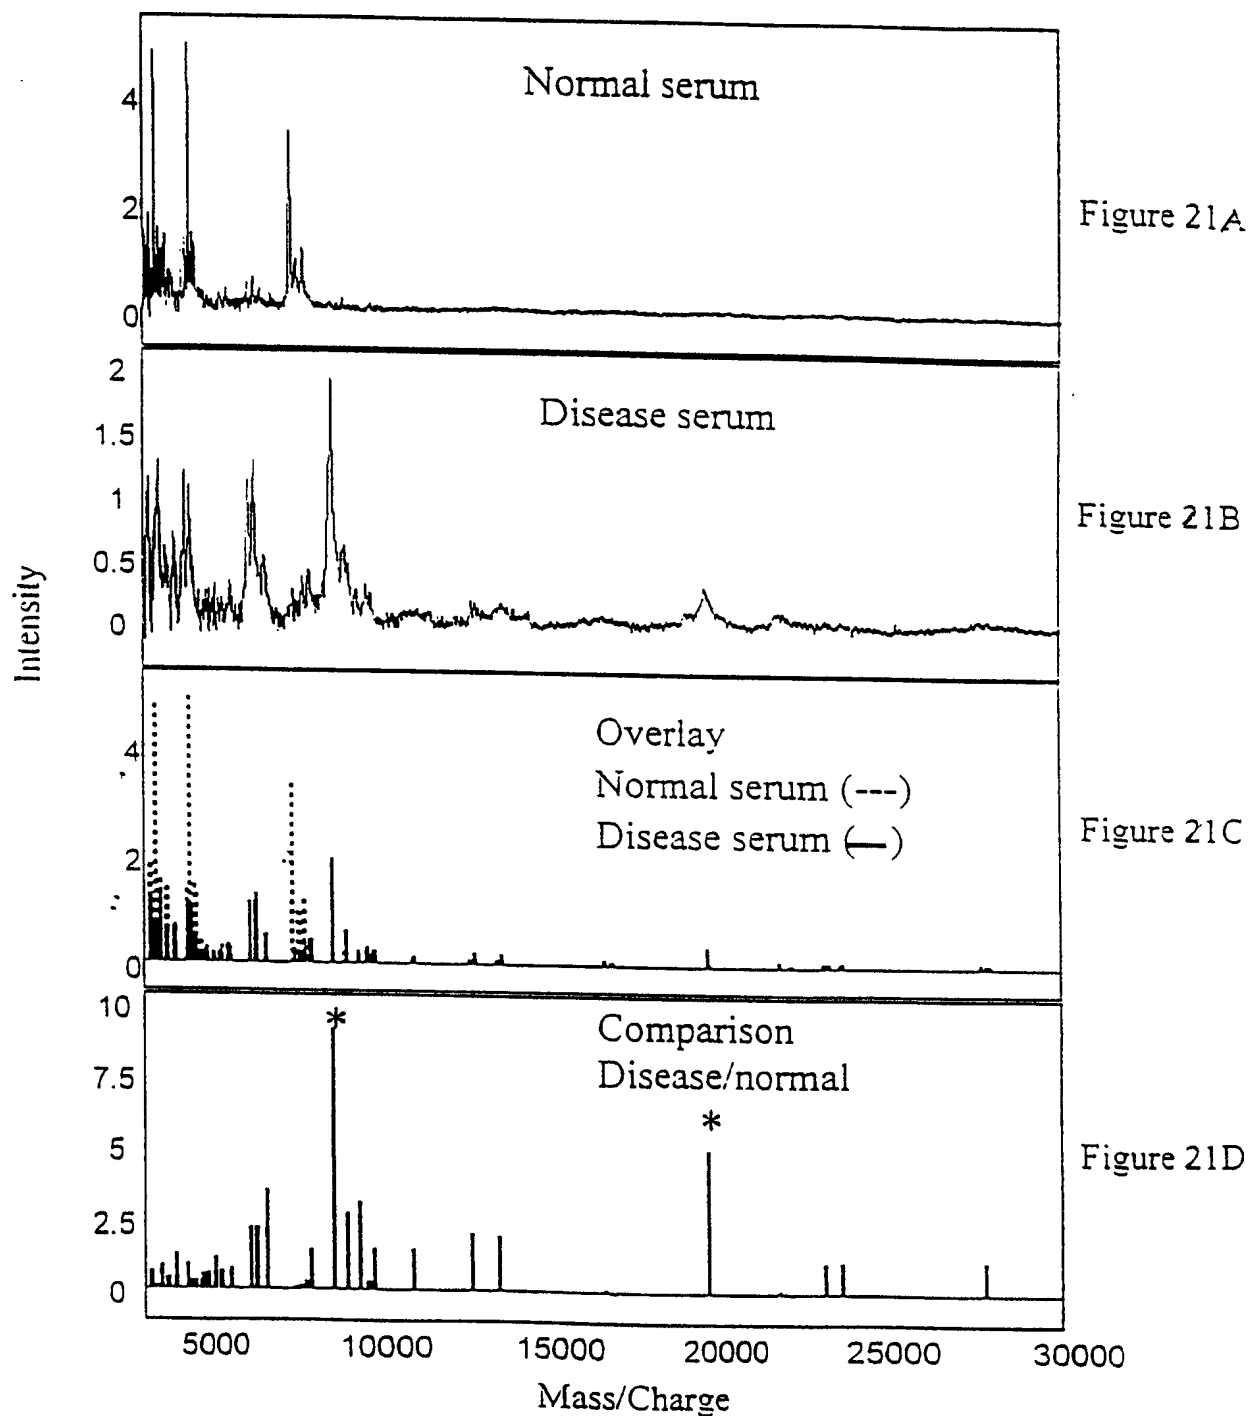 Normal serum
4
2
0
Figure 21A
Disease serum
2
1.5
1
0.5
0
Figure 21B
Intensity
Overlay
Normal serum (---)
Disease serum (—)
4
2
0
Figure 21C
Comparison
Disease/normal
*
*
10
7.5
5
2.5
0
Figure 21D
5000 10000 15000 20000 25000 30000
Mass/Charge